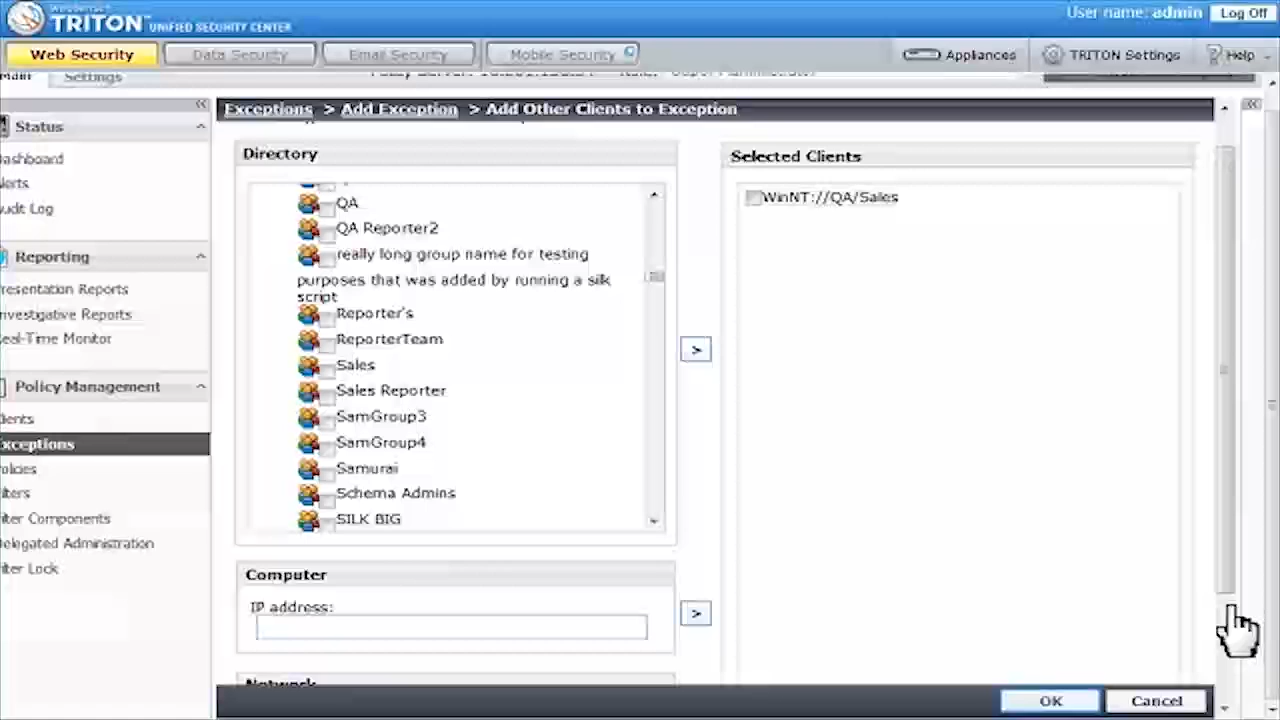 TRITON™ UNIFIED SECURITY CENTER
User name: admin
Log Off
Web Security
Data Security
Email Security
Mobile Security
Appliances
TRITON Settings
Help
Main
Settings
Exceptions > Add Exception > Add Other Clients to Exception
Status
ashboard
lerts
udit Log
Reporting
resentation Reports
nvestigative Reports
eal-Time Monitor
Policy Management
lients
xceptions
olicies
lters
lter Components
elegated Administration
lter Lock
Directory
QA
QA Reporter2
really long group name for testing
purposes that was added by running a silk
script
Reporter's
ReporterTeam
Sales
Sales Reporter
SamGroup3
SamGroup4
Samurai
Schema Admins
SILK BIG
Computer
IP address:
Network
>
>
Selected Clients
WinNT://QA/Sales
OK
Cancel